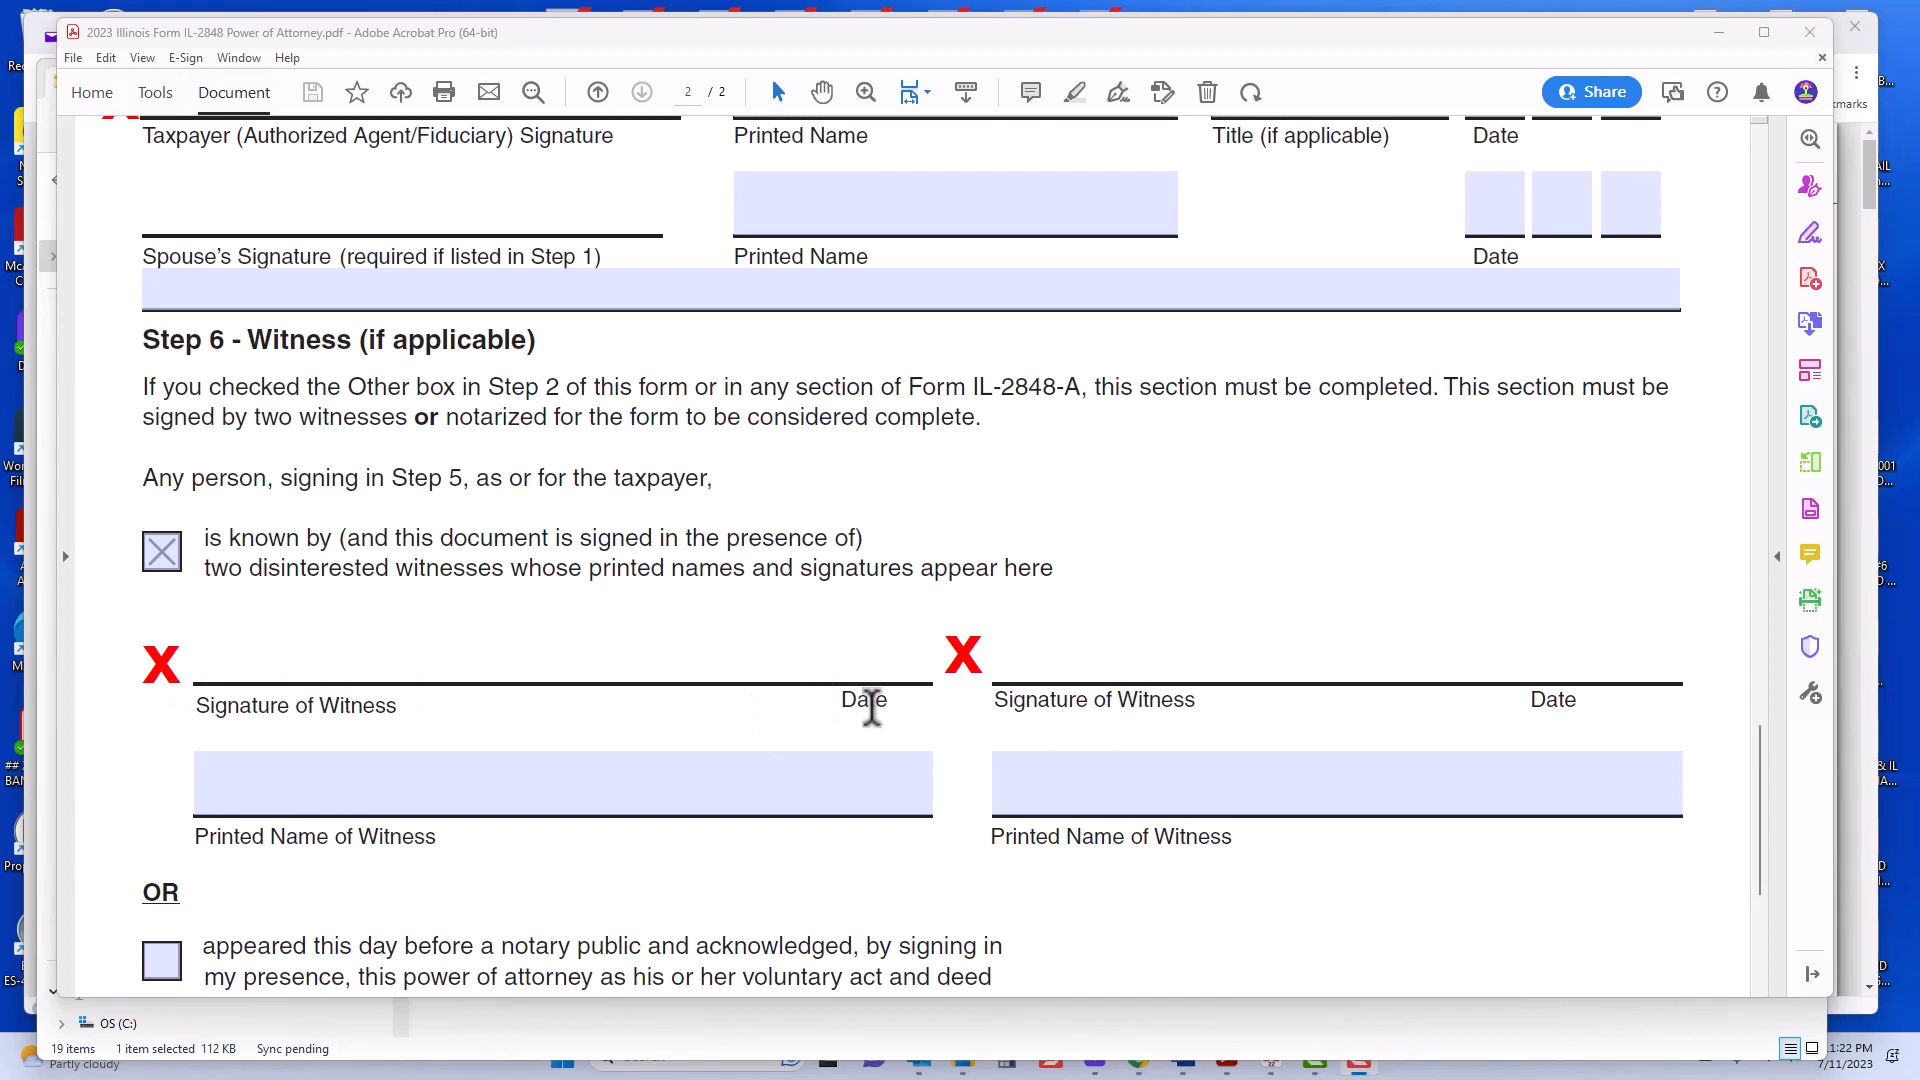 2023 Illinois Form IL-2848 Power of Attorney.pdf - Adobe Acrobat Pro (64-bit)
File Edit View E-Sign Window Help
Home Tools Document 2 / 2 Share
Taxpayer (Authorized Agent/Fiduciary) Signature Printed Name Title (if applicable) Date
Spouse's Signature (required if listed in Step 1) Printed Name Date
Step 6 - Witness (if applicable)
If you checked the Other box in Step 2 of this form or in any section of Form IL-2848-A, this section must be completed. This section must be
signed by two witnesses or notarized for the form to be considered complete.
Any person, signing in Step 5, as or for the taxpayer,
is known by (and this document is signed in the presence of)
two disinterested witnesses whose printed names and signatures appear here
X X
Signature of Witness Date Signature of Witness Date
Printed Name of Witness Printed Name of Witness
OR
appeared this day before a notary public and acknowledged, by signing in
my presence, this power of attorney as his or her voluntary act and deed
OS (C:)
19 items 1 item selected 112 KB Sync pending
Partly cloudy
1:22 PM
7/11/2023